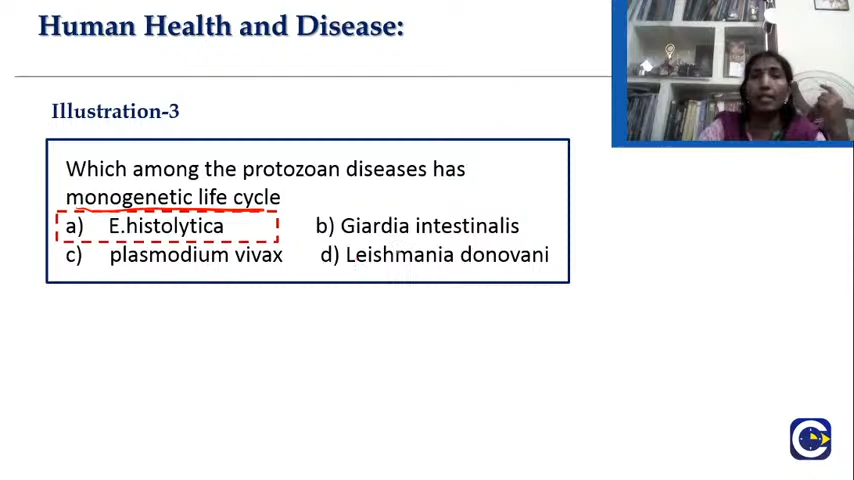 Human Health and Disease:
Illustration-3
Which among the protozoan diseases has
monogenetic life cycle
a) E.histolytica b) Giardia intestinalis
c) plasmodium vivax d) Leishmania donovani